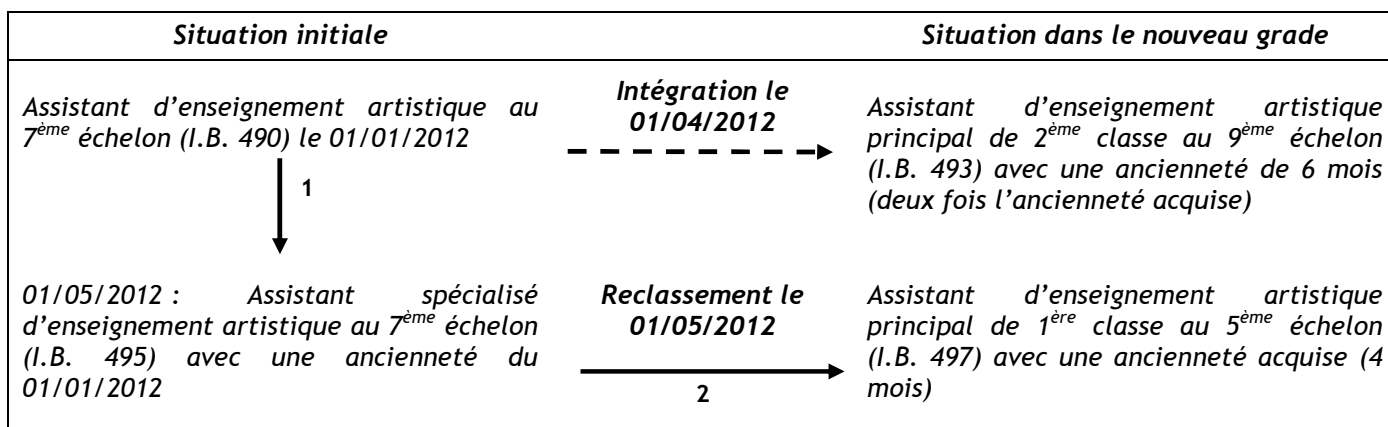 Situation initiale
Situation dans le nouveau grade
Assistant d’enseignement artistique au
7ème échelon (I.B. 490) le 01/01/2012
Intégration le
01/04/2012
Assistant d’enseignement artistique
principal de 2ème classe au 9ème échelon
(I.B. 493) avec une ancienneté de 6 mois
(deux fois l’ancienneté acquise)
1
01/05/2012 : Assistant spécialisé
d’enseignement artistique au 7ème échelon
(I.B. 495) avec une ancienneté du
01/01/2012
Reclassement le
01/05/2012
2
Assistant d’enseignement artistique
principal de 1ère classe au 5ème échelon
(I.B. 497) avec une ancienneté acquise (4
mois)